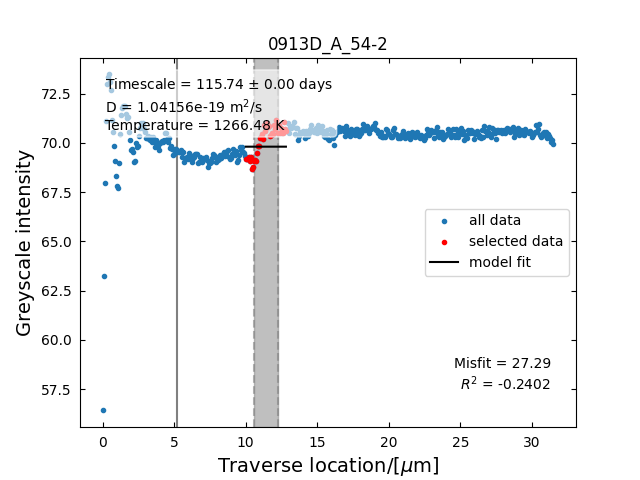 0913D_A_54-2
Timescale = 115.74 ± 0.00 days
D = 1.04156e-19 m²/s
Temperature = 1266.48 K
Greyscale intensity
72.5
70.0
67.5
65.0
62.5
60.0
57.5
all data
selected data
model fit
Misfit = 27.29
R² = -0.2402
0 5 10 15 20 25 30
Traverse location/[μm]